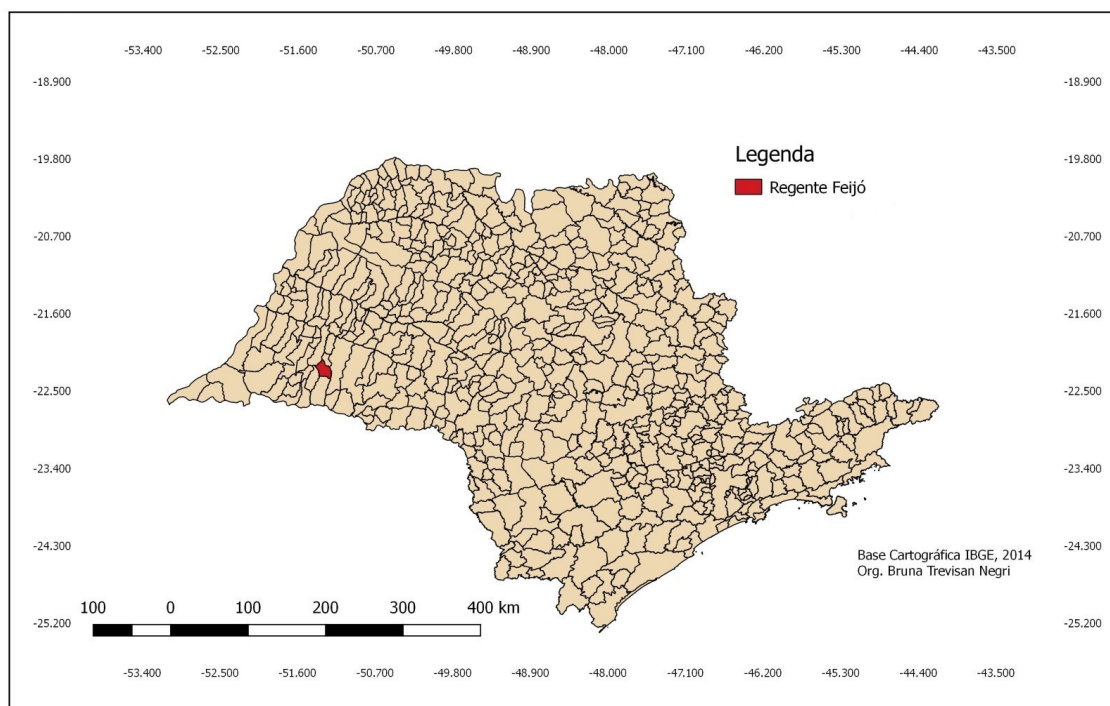 -53.400 -52.500 -51.600 -50.700 -49.800 -48.900 -48.000 -47.100 -46.200 -45.300 -44.400 -43.500
-18.900 -18.900
-19.800 -19.800
Legenda
Regente Feijó
-20.700 -20.700
-21.600 -21.600
-22.500 -22.500
-23.400 -23.400
-24.300 -24.300
Base Cartográfica IBGE, 2014
Org. Bruna Trevisan Negri
100 0 100 200 300 400 km
-25.200 -25.200
-53.400 -52.500 -51.600 -50.700 -49.800 -48.900 -48.000 -47.100 -46.200 -45.300 -44.400 -43.500